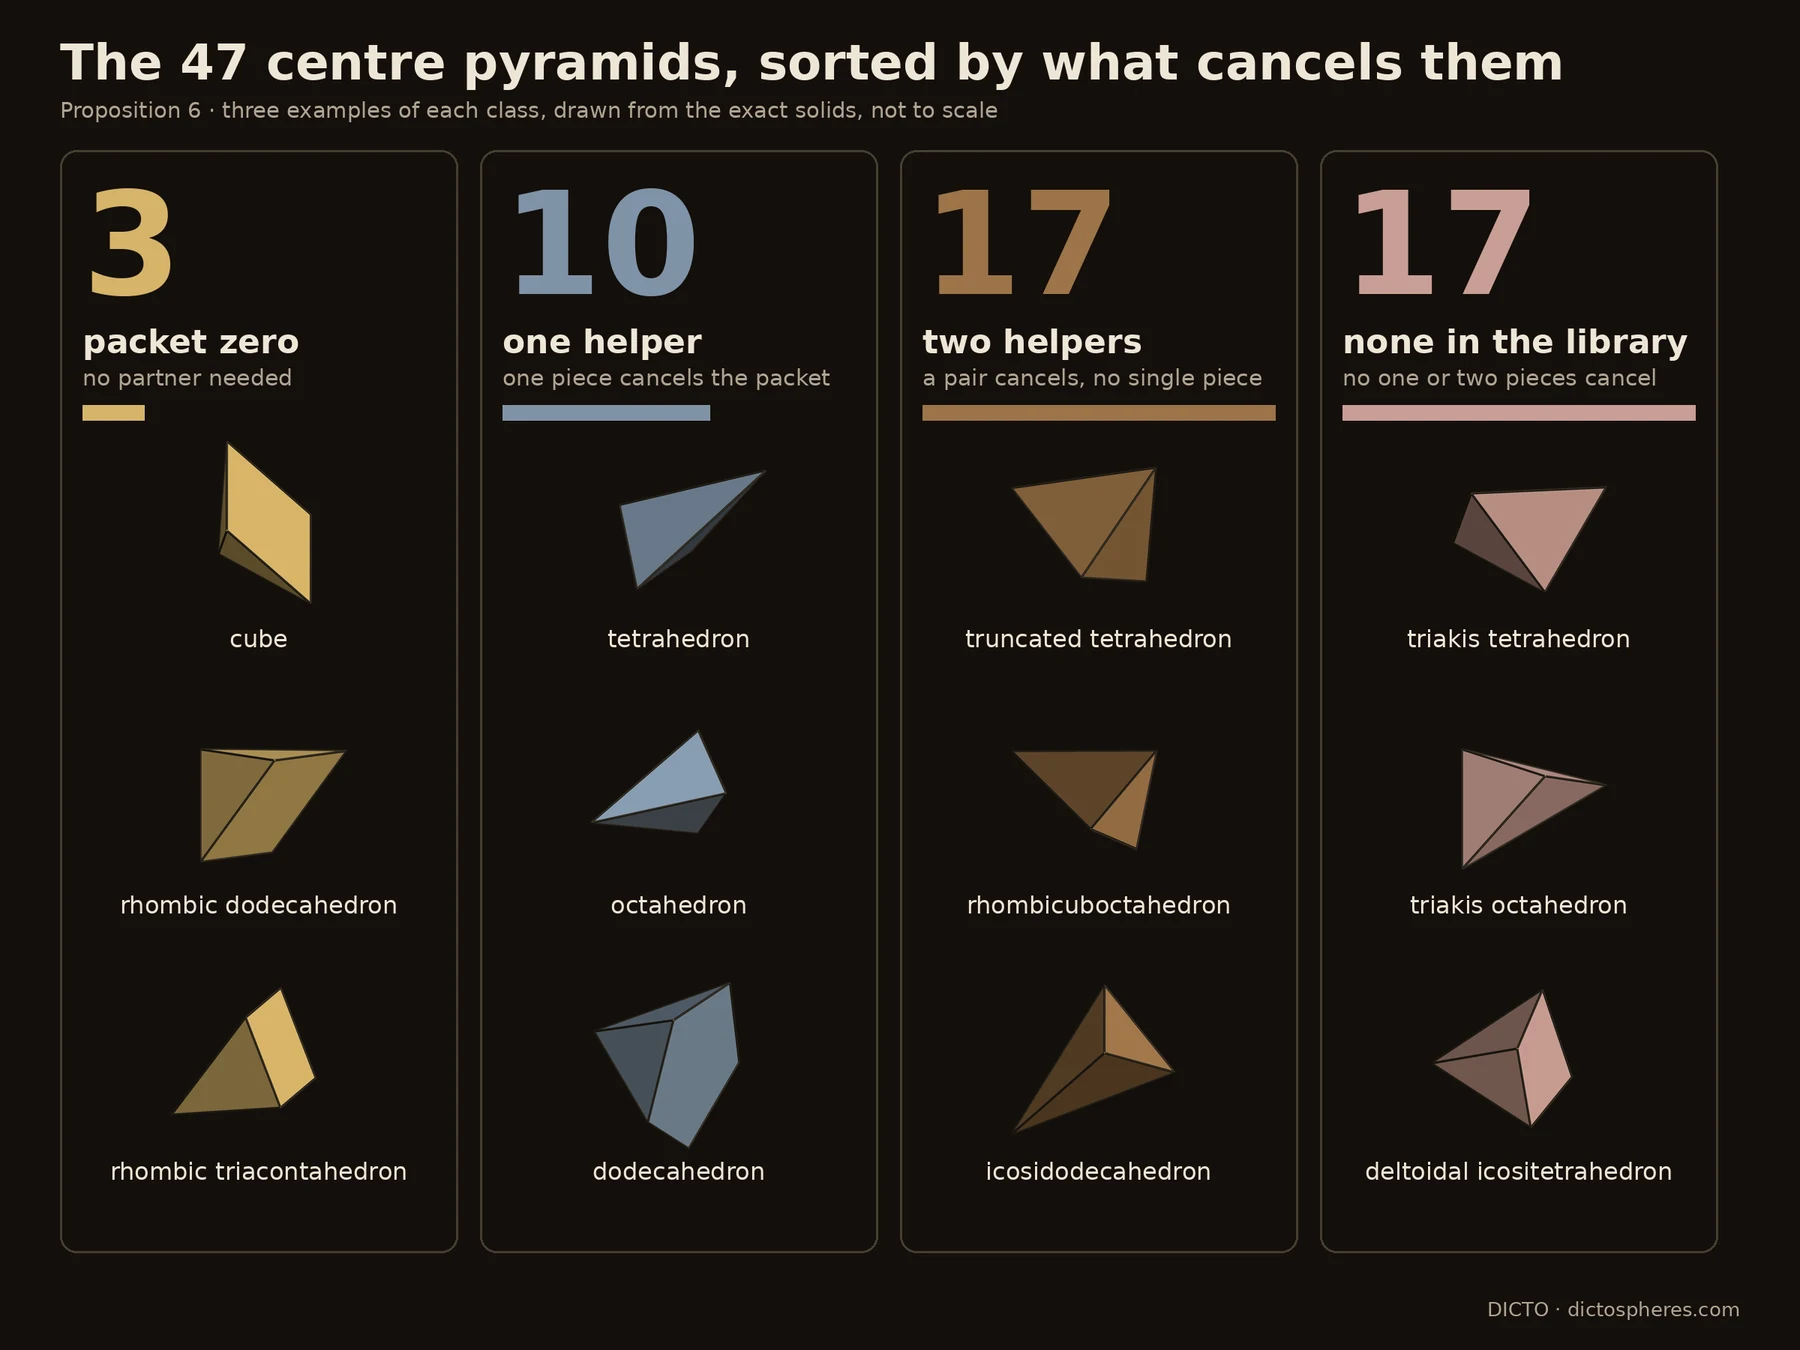 The 47 centre pyramids, sorted by what cancels them
Proposition 6 · three examples of each class, drawn from the exact solids, not to scale
3
packet zero
no partner needed
cube
rhombic dodecahedron
rhombic triacontahedron
10
one helper
one piece cancels the packet
tetrahedron
octahedron
dodecahedron
17
two helpers
a pair cancels, no single piece
truncated tetrahedron
rhombicuboctahedron
icosidodecahedron
17
none in the library
no one or two pieces cancel
triakis tetrahedron
triakis octahedron
deltoidal icositetrahedron
DICTO · dictospheres.com